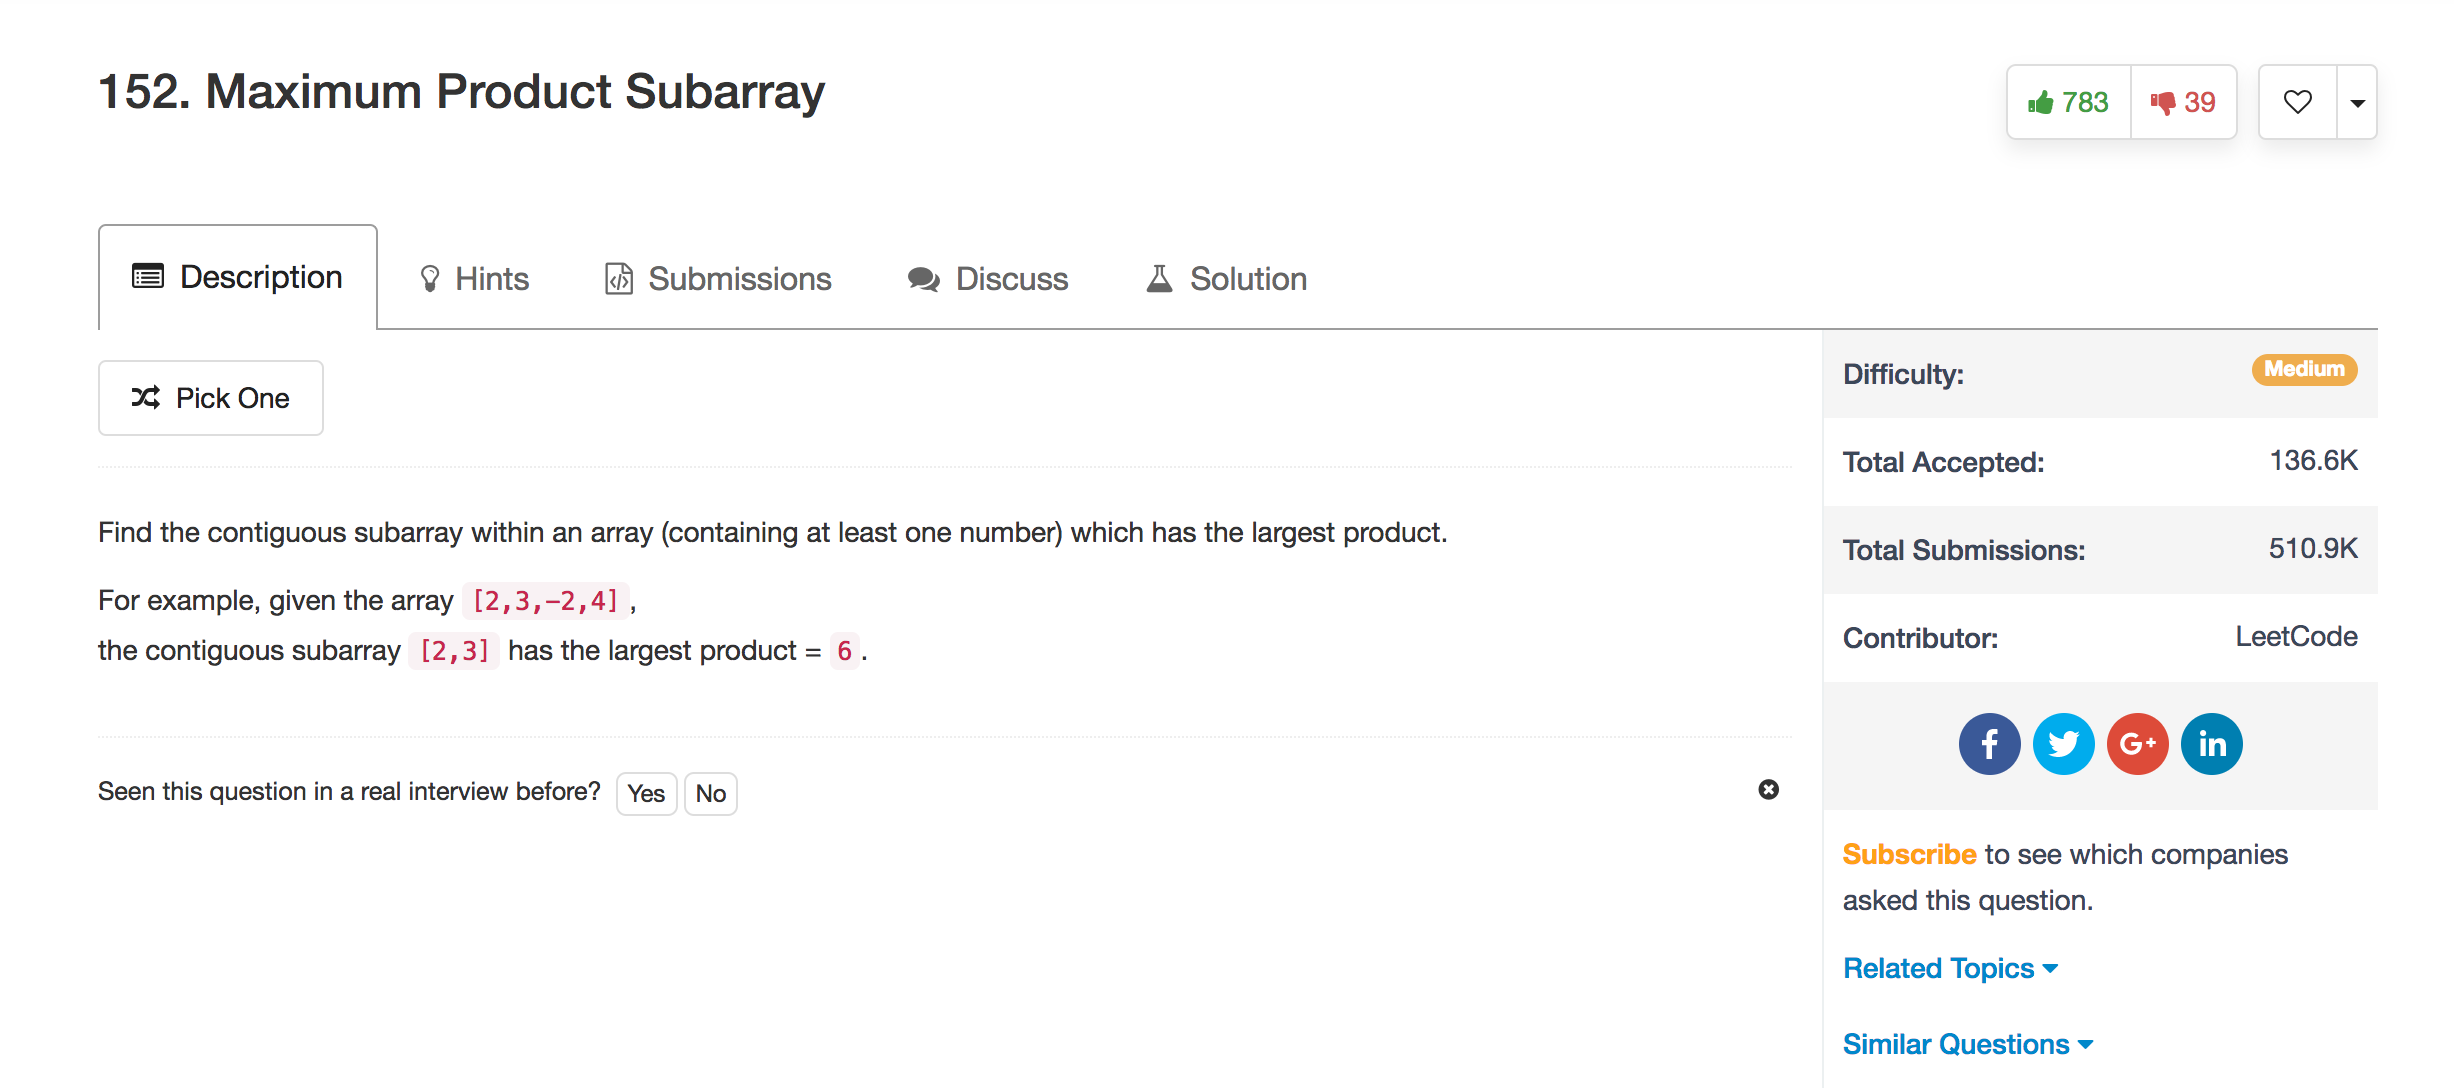 152. Maximum Product Subarray
783
39
Description
Hints
Submissions
Discuss
Solution
Pick One
Find the contiguous subarray within an array (containing at least one number) which has the largest product.
For example, given the array [2,3,-2,4],
the contiguous subarray [2,3] has the largest product = 6.
Seen this question in a real interview before? Yes No
Difficulty: Medium
Total Accepted: 136.6K
Total Submissions: 510.9K
Contributor: LeetCode
f G+ in
Subscribe to see which companies
asked this question.
Related Topics
Similar Questions